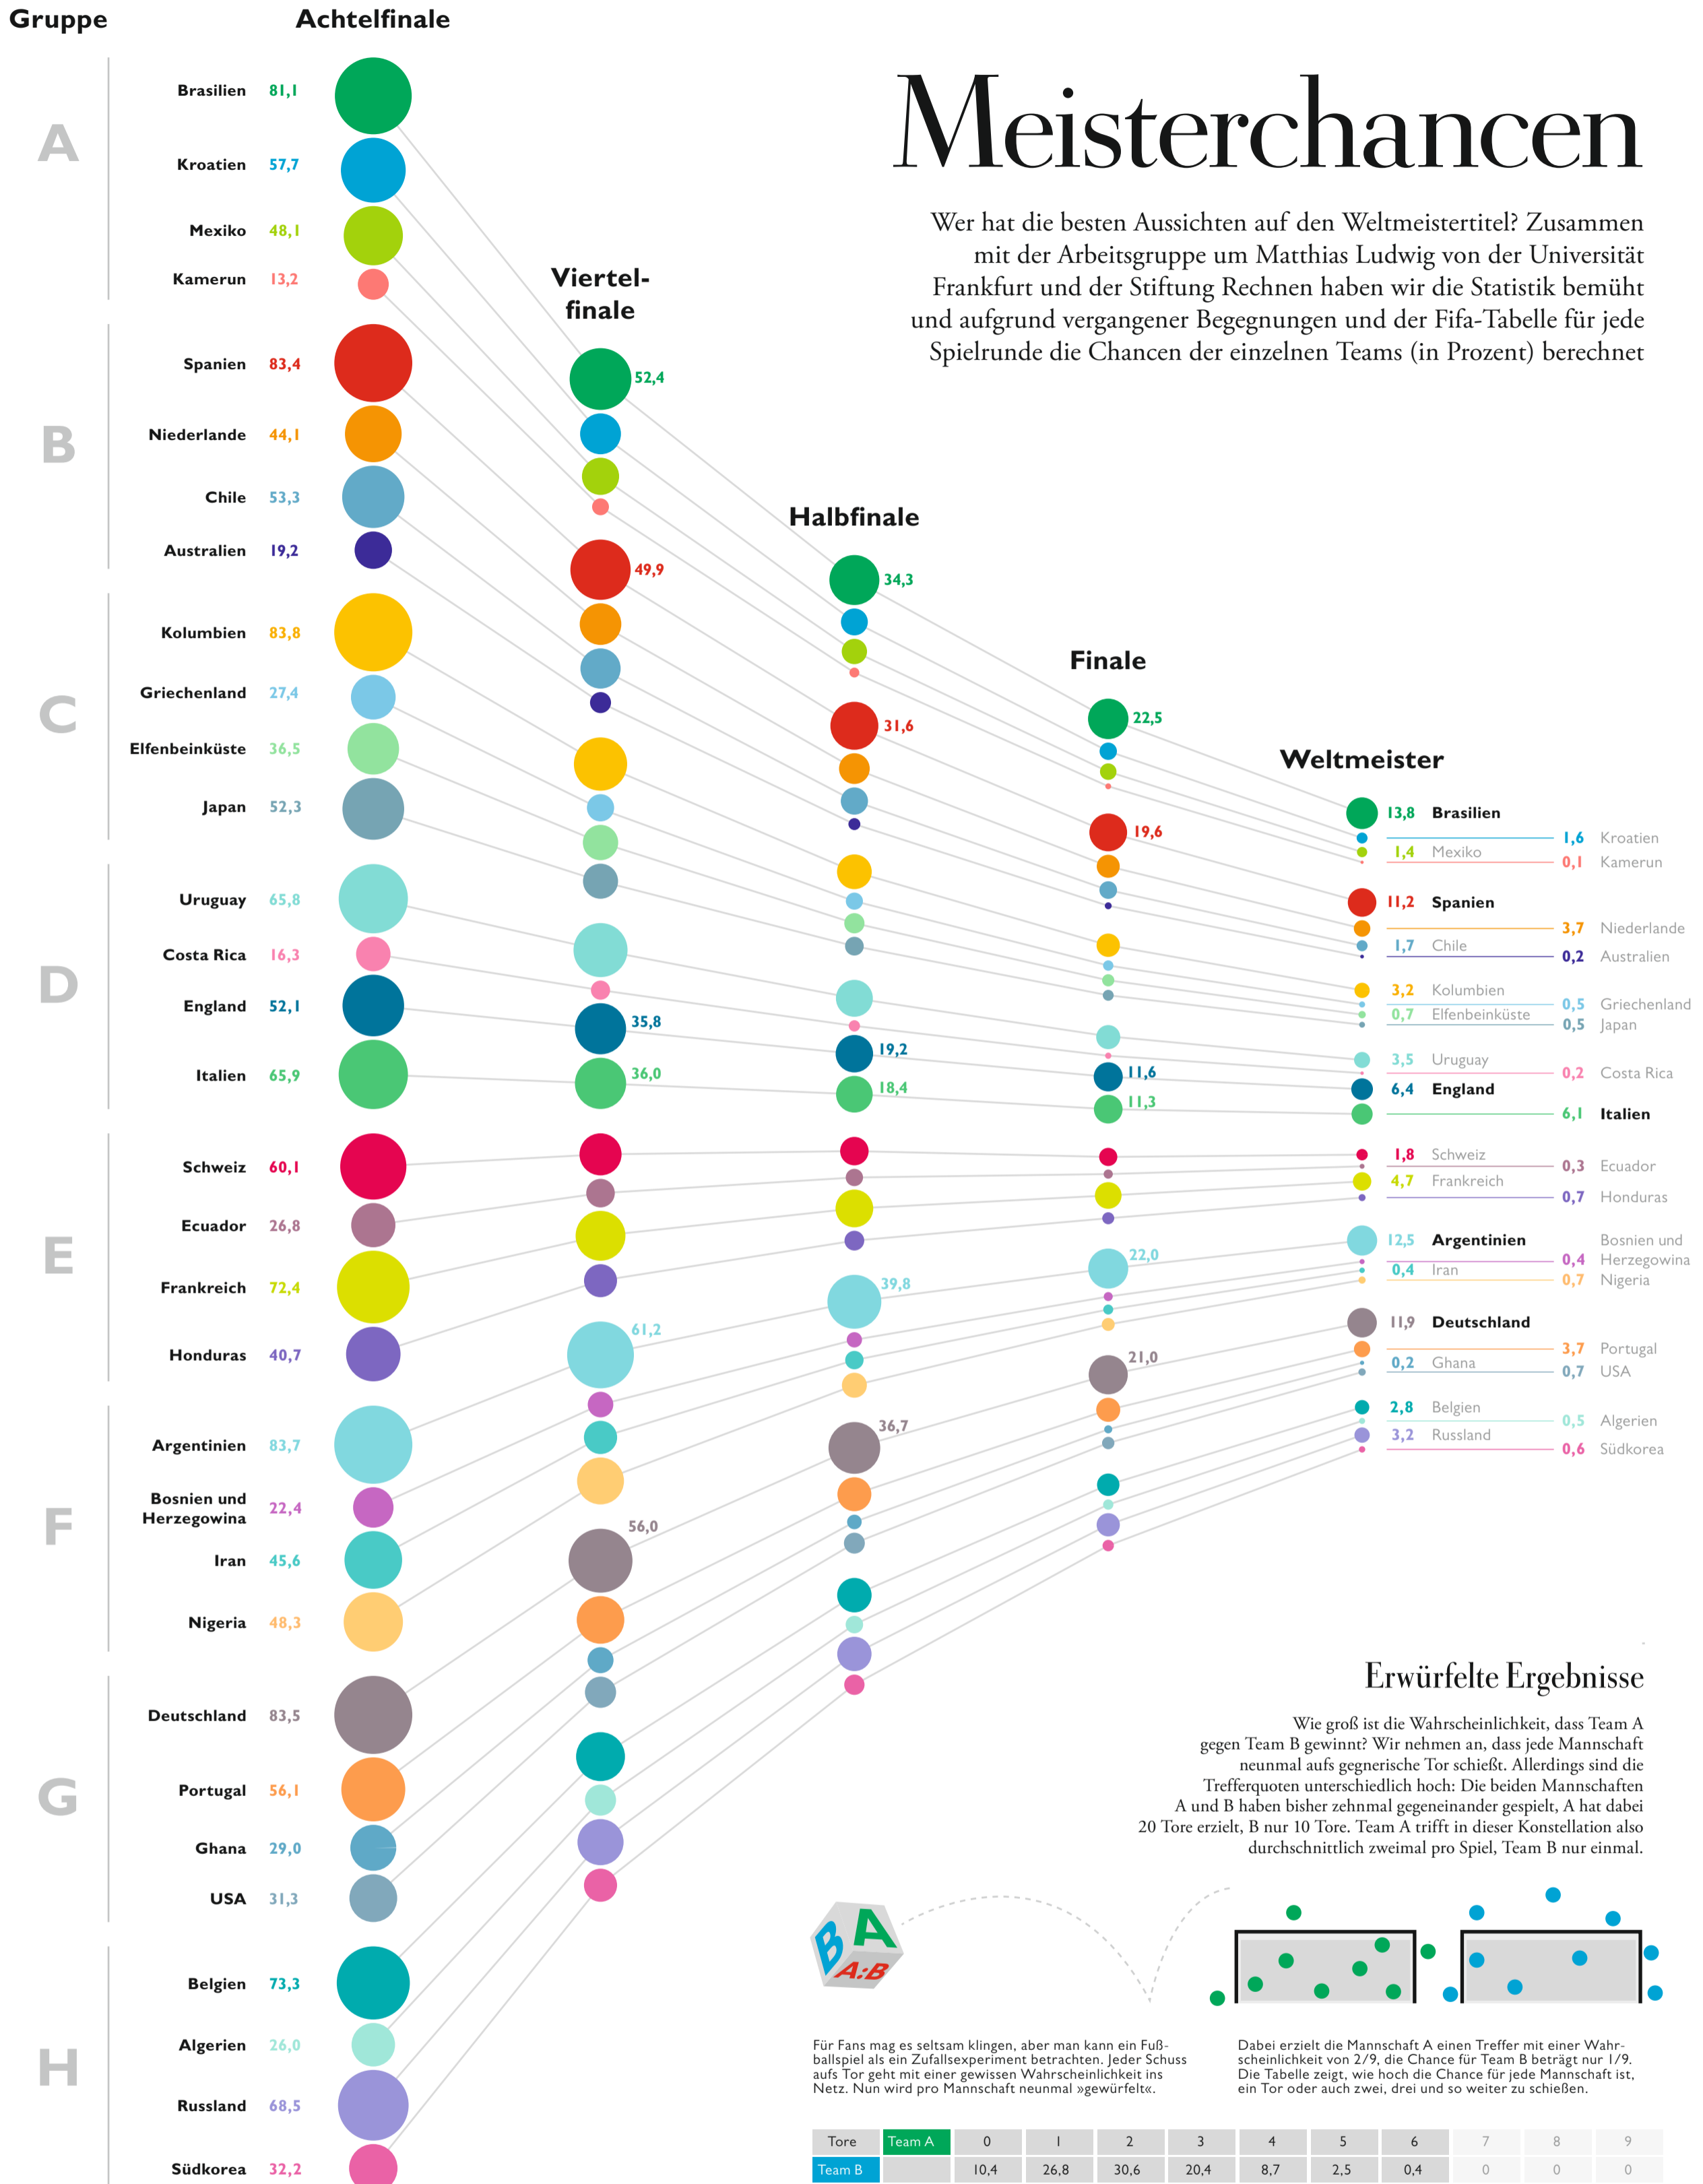 Gruppe
Achtelfinale
Meisterchancen
Wer hat die besten Aussichten auf den Weltmeistertitel? Zusammen
mit der Arbeitsgruppe um Matthias Ludwig von der Universität
Frankfurt und der Stiftung Rechnen haben wir die Statistik bemüht
und aufgrund vergangener Begegnungen und der Fifa-Tabelle für jede
Spielrunde die Chancen der einzelnen Teams (in Prozent) berechnet
A
Brasilien 81,1
Kroatien 57,7
Mexiko 48,1
Kamerun 13,2
B
Spanien 83,4
Niederlande 44,1
Chile 53,3
Australien 19,2
C
Kolumbien 83,8
Griechenland 27,4
Elfenbeinküste 36,5
Japan 52,3
D
Uruguay 65,8
Costa Rica 16,3
England 52,1
Italien 65,9
E
Schweiz 60,1
Ecuador 26,8
Frankreich 72,4
Honduras 40,7
F
Argentinien 83,7
Bosnien und
Herzegowina 22,4
Iran 45,6
Nigeria 48,3
G
Deutschland 83,5
Portugal 56,1
Ghana 29,0
USA 31,3
H
Belgien 73,3
Algerien 26,0
Russland 68,5
Südkorea 32,2
Viertel-
finale
52,4
49,9
35,8
36,0
61,2
56,0
Halbfinale
34,3
31,6
19,2
18,4
39,8
36,7
Finale
22,5
19,6
11,6
11,3
22,0
21,0
Weltmeister
13,8 Brasilien
1,6 Kroatien
1,4 Mexiko
0,1 Kamerun
11,2 Spanien
3,7 Niederlande
1,7 Chile
0,2 Australien
3,2 Kolumbien
0,5 Griechenland
0,7 Elfenbeinküste
0,5 Japan
3,5 Uruguay
0,2 Costa Rica
6,4 England
6,1 Italien
1,8 Schweiz
0,3 Ecuador
4,7 Frankreich
0,7 Honduras
12,5 Argentinien
Bosnien und
0,4 Herzegowina
0,4 Iran
0,7 Nigeria
11,9 Deutschland
3,7 Portugal
0,2 Ghana
0,7 USA
2,8 Belgien
0,5 Algerien
3,2 Russland
0,6 Südkorea
Erwürfelte Ergebnisse
Wie groß ist die Wahrscheinlichkeit, dass Team A
gegen Team B gewinnt? Wir nehmen an, dass jede Mannschaft
neunmal aufs gegnerische Tor schießt. Allerdings sind die
Trefferquoten unterschiedlich hoch: Die beiden Mannschaften
A und B haben bisher zehnmal gegeneinander gespielt, A hat dabei
20 Tore erzielt, B nur 10 Tore. Team A trifft in dieser Konstellation also
durchschnittlich zweimal pro Spiel, Team B nur einmal.
B A
A:B
Für Fans mag es seltsam klingen, aber man kann ein Fuß-
ballspiel als ein Zufallsexperiment betrachten. Jeder Schuss
aufs Tor geht mit einer gewissen Wahrscheinlichkeit ins
Netz. Nun wird pro Mannschaft neunmal »gewürfelt«.
Dabei erzielt die Mannschaft A einen Treffer mit einer Wahr-
scheinlichkeit von 2/9, die Chance für Team B beträgt nur 1/9.
Die Tabelle zeigt, wie hoch die Chance für jede Mannschaft ist,
ein Tor oder auch zwei, drei und so weiter zu schießen.
Tore Team A 0 1 2 3 4 5 6 7 8 9
Team B 10,4 26,8 30,6 20,4 8,7 2,5 0,4 0 0 0